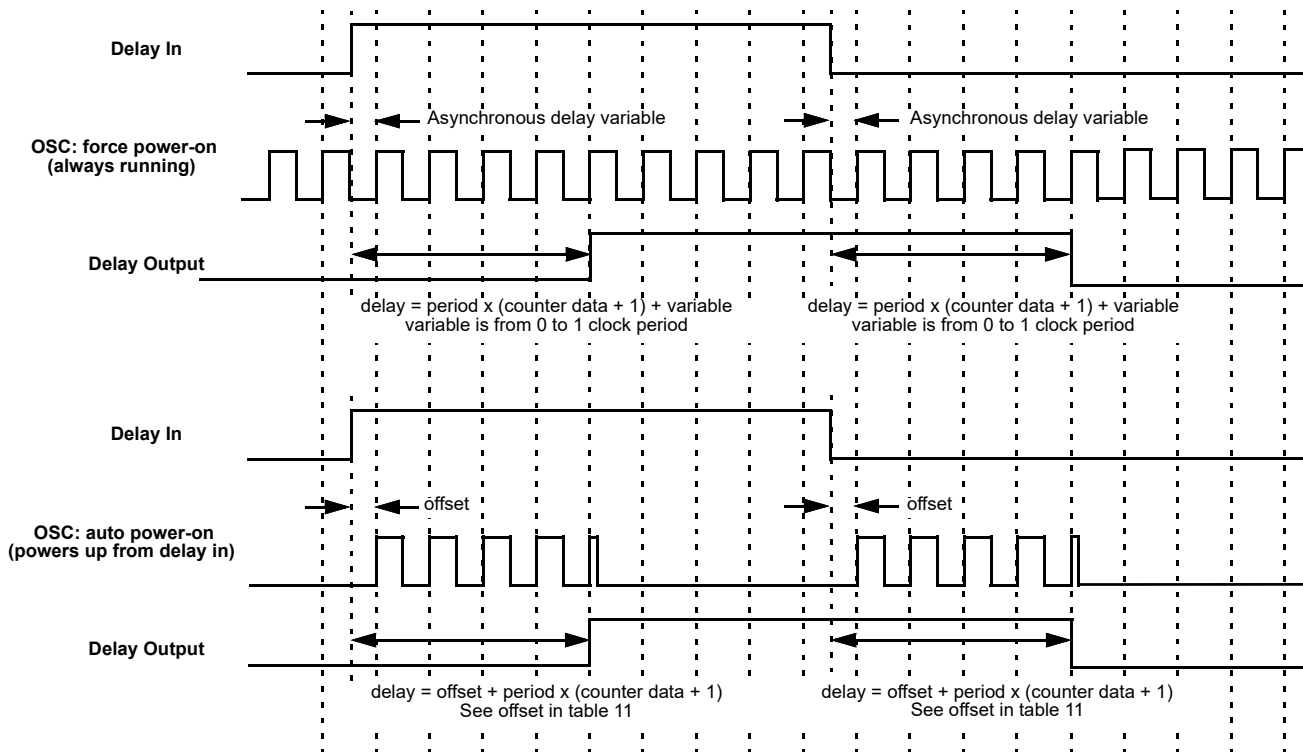 Delay In
Asynchronous delay variable
Asynchronous delay variable
OSC: force power-on
(always running)
Delay Output
delay = period x (counter data + 1) + variable
variable is from 0 to 1 clock period
delay = period x (counter data + 1) + variable
variable is from 0 to 1 clock period
Delay In
offset
offset
OSC: auto power-on
(powers up from delay in)
Delay Output
delay = offset + period x (counter data + 1)
See offset in table 11
delay = offset + period x (counter data + 1)
See offset in table 11